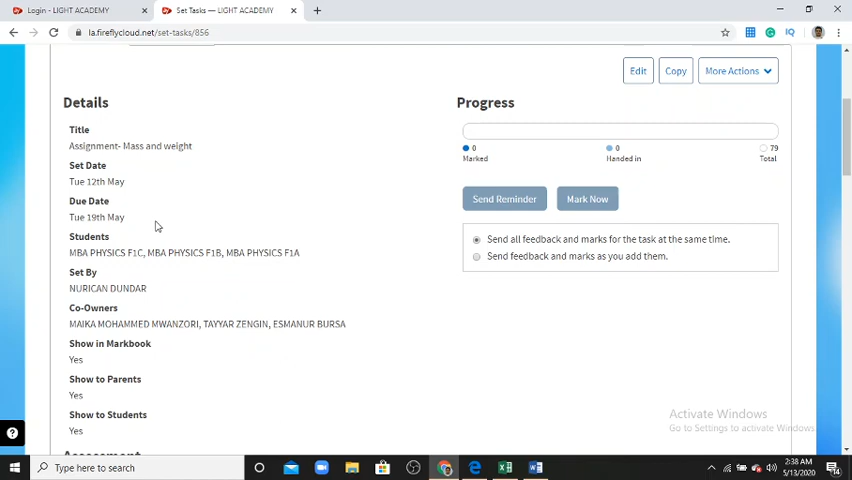 Login - LIGHT ACADEMY
Set Tasks — LIGHT ACADEMY
la.fireflycloud.net/set-tasks/856
IQ
Edit
Copy
More Actions
Details
Progress
Title
Assignment- Mass and weight
0
0
79
Marked
Handed in
Total
Set Date
Tue 12th May
Due Date
Send Reminder
Mark Now
Tue 19th May
Students
Send all feedback and marks for the task at the same time.
MBA PHYSICS F1C, MBA PHYSICS F1B, MBA PHYSICS F1A
Send feedback and marks as you add them.
Set By
NURICAN DUNDAR
Co-Owners
MAIKA MOHAMMED MWANZORI, TAYYAR ZENGIN, ESMANUR BURSA
Show in Markbook
Yes
Show to Parents
Yes
Show to Students
Yes
Activate Windows
Go to Settings to activate Windows.
Assessment
Type here to search
2:38 AM
5/13/2020
14